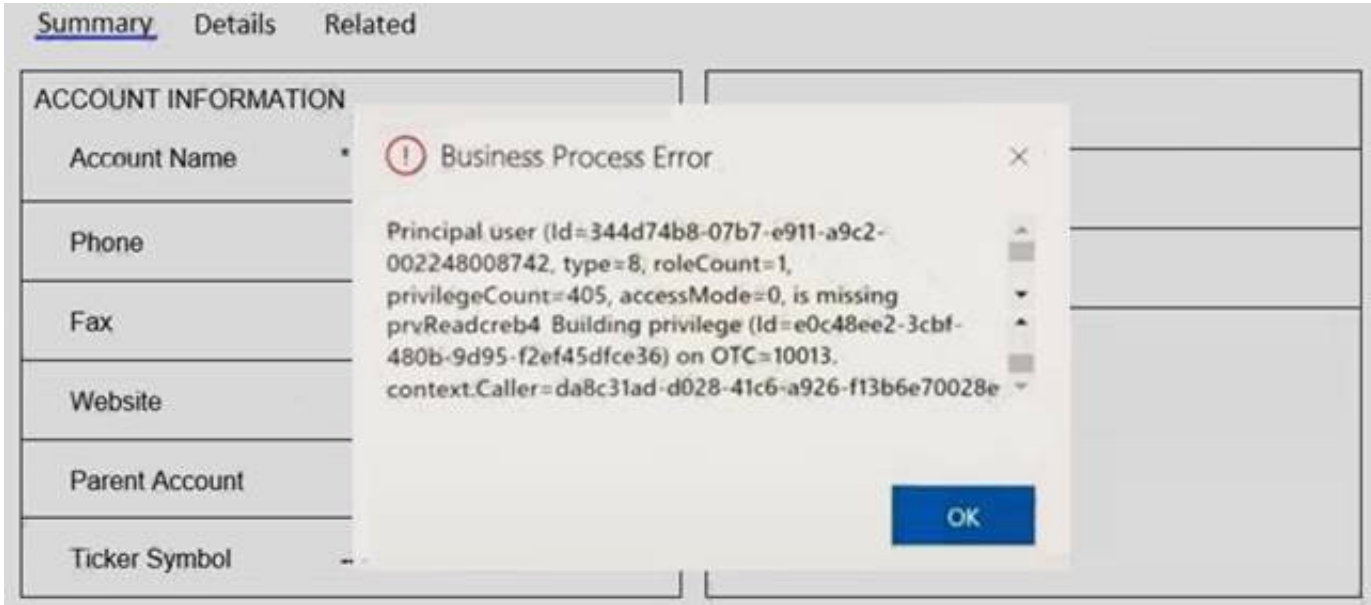 Summary Details Related
ACCOUNT INFORMATION
Account Name *
Phone
Fax
Website
Parent Account
Ticker Symbol --
Business Process Error
Principal user (Id=344d74b8-07b7-e911-a9c2-
002248008742, type=8, roleCount=1,
privilegeCount=405, accessMode=0, is missing
prvReadcreb4 Building privilege (Id=e0c48ee2-3cbf-
480b-9d95-f2ef45dfce36) on OTC=10013.
context.Caller=da8c31ad-d028-41c6-a926-f13b6e70028e
OK